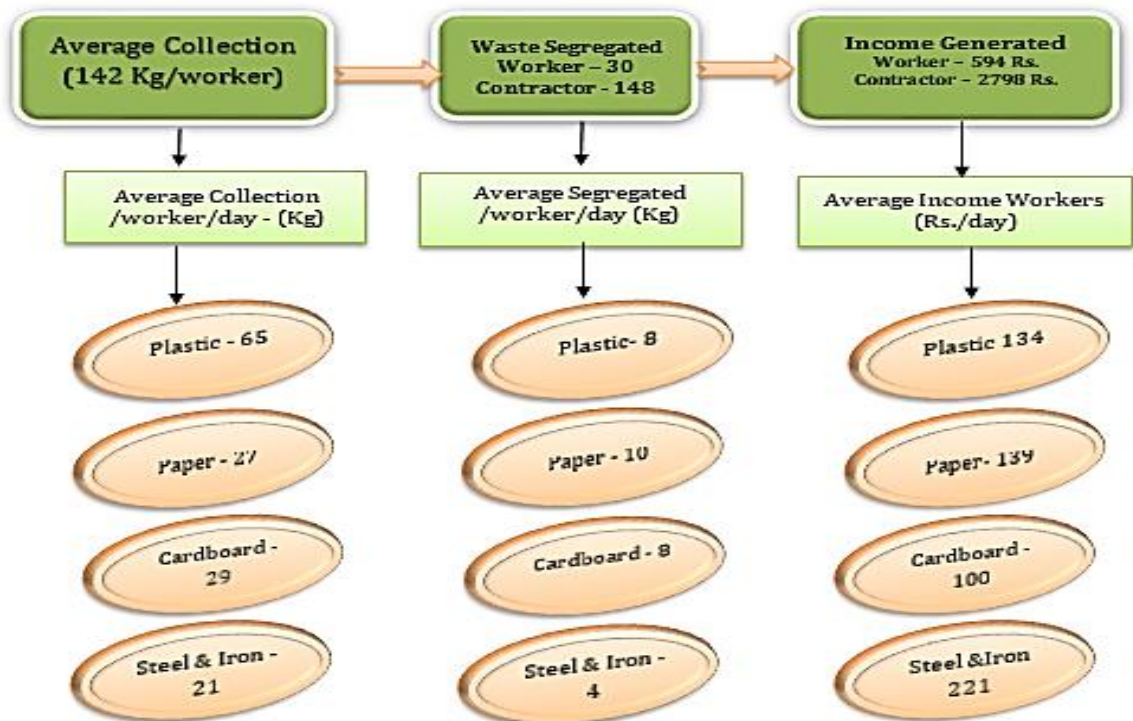 Average Collection
(142 Kg/worker)
Waste Segregated
Worker – 30
Contractor - 148
Income Generated
Worker – 594 Rs.
Contractor – 2798 Rs.
Average Collection
/worker/day - (Kg)
Average Segregated
/worker/day (Kg)
Average Income Workers
(Rs./day)
Plastic - 65
Plastic- 8
Plastic 134
Paper - 27
Paper - 10
Paper- 139
Cardboard -
29
Cardboard - 8
Cardboard -
100
Steel & Iron -
21
Steel & Iron -
4
Steel &Iron
221